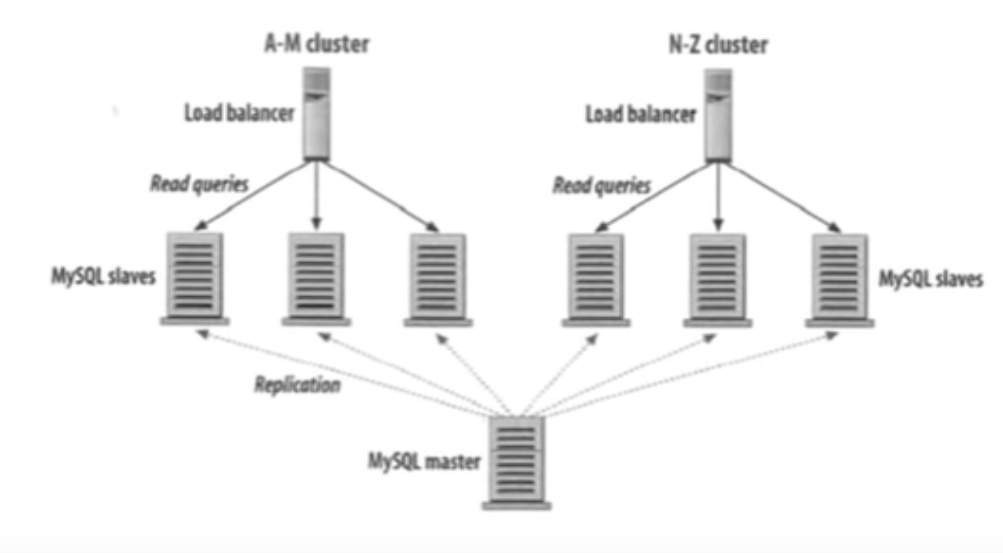 A-M cluster
N-Z cluster
Load balancer
Load balancer
Read queries
Read queries
MySQL slaves
MySQL slaves
Replication
MySQL master